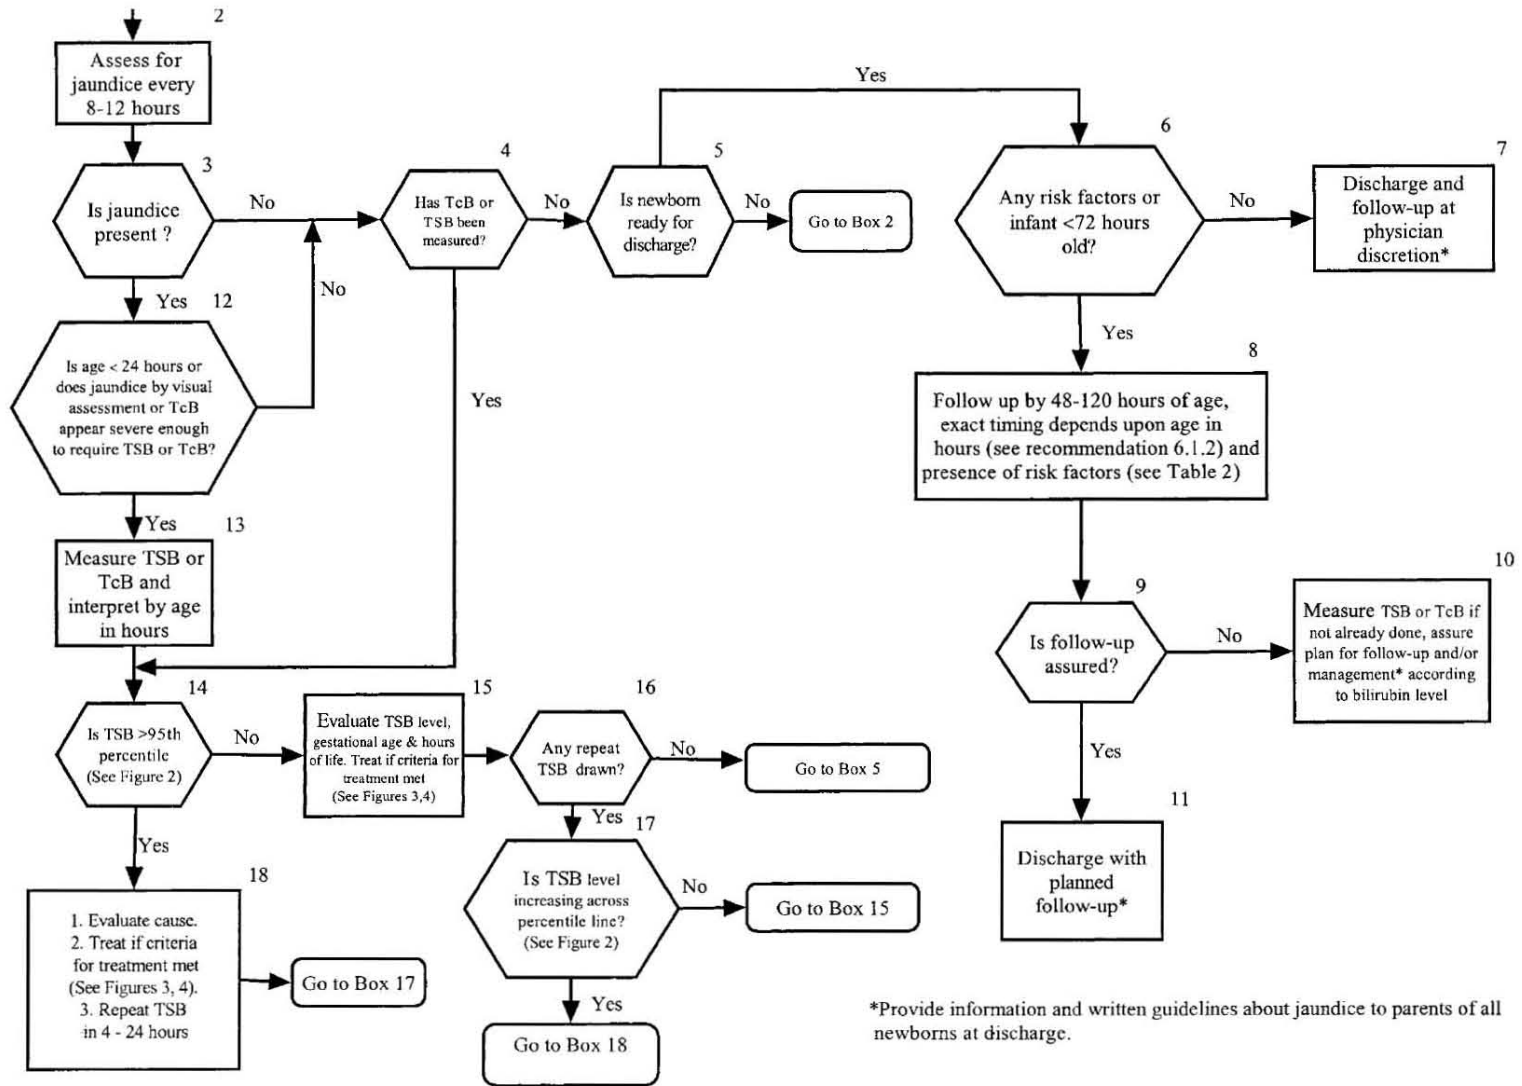 2
Assess for
jaundice every
8-12 hours
3
Is jaundice
present ?
No
Yes
12
Is age < 24 hours or
does jaundice by visual
assessment or TcB
appear severe enough
to require TSB or TcB?
No
Yes
13
Measure TSB or
TcB and
interpret by age
in hours
4
Has TcB or
TSB been
measured?
No
Yes
5
Is newborn
ready for
discharge?
No
Go to Box 2
Yes
6
Any risk factors or
infant <72 hours
old?
No
7
Discharge and
follow-up at
physician
discretion*
Yes
8
Follow up by 48-120 hours of age,
exact timing depends upon age in
hours (see recommendation 6.1.2) and
presence of risk factors (see Table 2)
9
Is follow-up
assured?
No
10
Measure TSB or TcB if
not already done, assure
plan for follow-up and/or
management* according
to bilirubin level
Yes
11
Discharge with
planned
follow-up*
14
Is TSB >95th
percentile
(See Figure 2)
No
15
Evaluate TSB level,
gestational age & hours
of life. Treat if criteria for
treatment met
(See Figures 3,4)
16
Any repeat
TSB drawn?
No
Go to Box 5
Yes
17
Is TSB level
increasing across
percentile line?
(See Figure 2)
No
Go to Box 15
Yes
Go to Box 18
Yes
18
1. Evaluate cause.
2. Treat if criteria
for treatment met
(See Figures 3, 4).
3. Repeat TSB
in 4 - 24 hours
Go to Box 17
*Provide information and written guidelines about jaundice to parents of all
newborns at discharge.